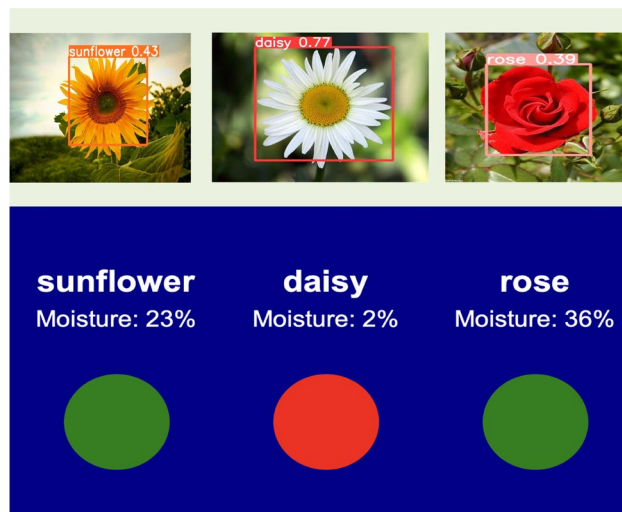 sunflower 0.43
daisy 0.77
rose 0.39
sunflower
Moisture: 23%
daisy
Moisture: 2%
rose
Moisture: 36%